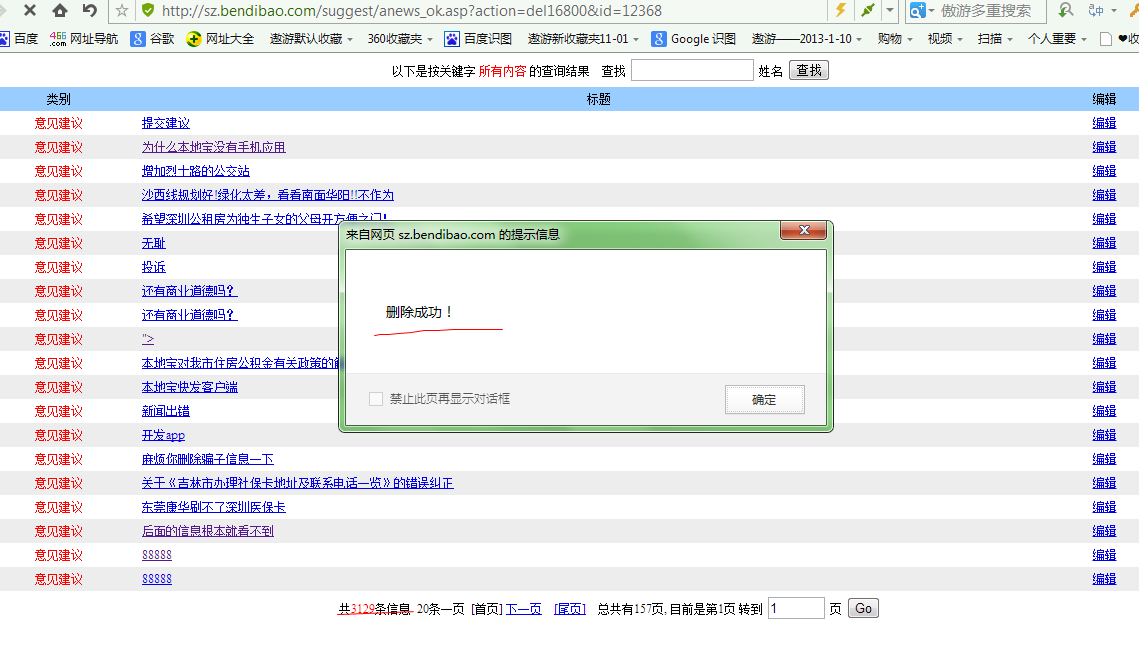 http://sz.bendibao.com/suggest/anews_ok.asp?action=del16800&id=12368 傲游多重搜索
百度 网址导航 谷歌 网址大全 遨游默认收藏 360收藏夹 百度识图 遨游新收藏夹11-01 Google 识图 遨游——2013-1-10 购物 视频 扫描 个人重要 ❤收
以下是按关键字 所有内容 的查询结果 查找 姓名 查找
类别 标题 编辑
意见建议 提交建议 编辑
意见建议 为什么本地宝没有手机应用 编辑
意见建议 增加烈士路的公交站 编辑
意见建议 沙西线规划好!绿化太差，看看南面华阳!!不作为 编辑
意见建议 希望深圳公租房为独生子女的父母开方便之门! 编辑
意见建议 无耻 编辑
意见建议 投诉 编辑
意见建议 还有商业道德吗？ 编辑
意见建议 还有商业道德吗？ 编辑
意见建议 "> 编辑
意见建议 本地宝对我市住房公积金有关政策的 编辑
意见建议 本地宝快发客户端 编辑
意见建议 新闻出错 编辑
意见建议 开发app 编辑
意见建议 麻烦你删除骗子信息一下 编辑
意见建议 关于《吉林市办理社保卡地址及联系电话一览》的错误纠正 编辑
意见建议 东莞康华刷不了深圳医保卡 编辑
意见建议 后面的信息根本就看不到 编辑
意见建议 88888 编辑
意见建议 88888 编辑
来自网页 sz.bendibao.com 的提示信息
删除成功！
禁止此页再显示对话框 确定
共3129条信息 20条一页 [首页] 下一页 [尾页] 总共有157页,目前是第1页 转到 1 页 Go